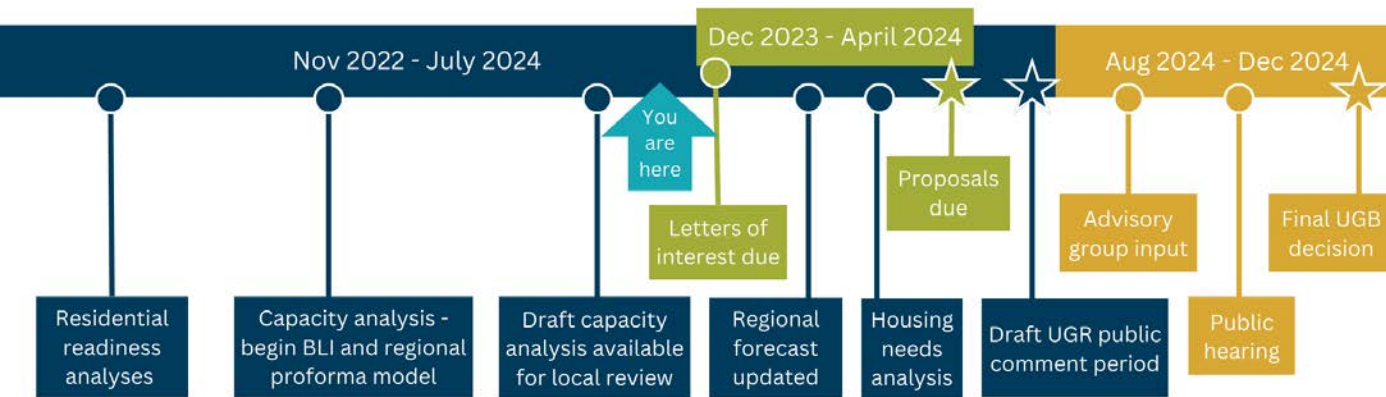 Nov 2022 - July 2024
Dec 2023 - April 2024
Aug 2024 - Dec 2024
You
are
here
Letters of
interest due
Proposals
due
Advisory
group input
Final UGB
decision
Residential
readiness
analyses
Capacity analysis -
begin BLI and regional
proforma model
Draft capacity
analysis available
for local review
Regional
forecast
updated
Housing
needs
analysis
Draft UGR public
comment period
Public
hearing